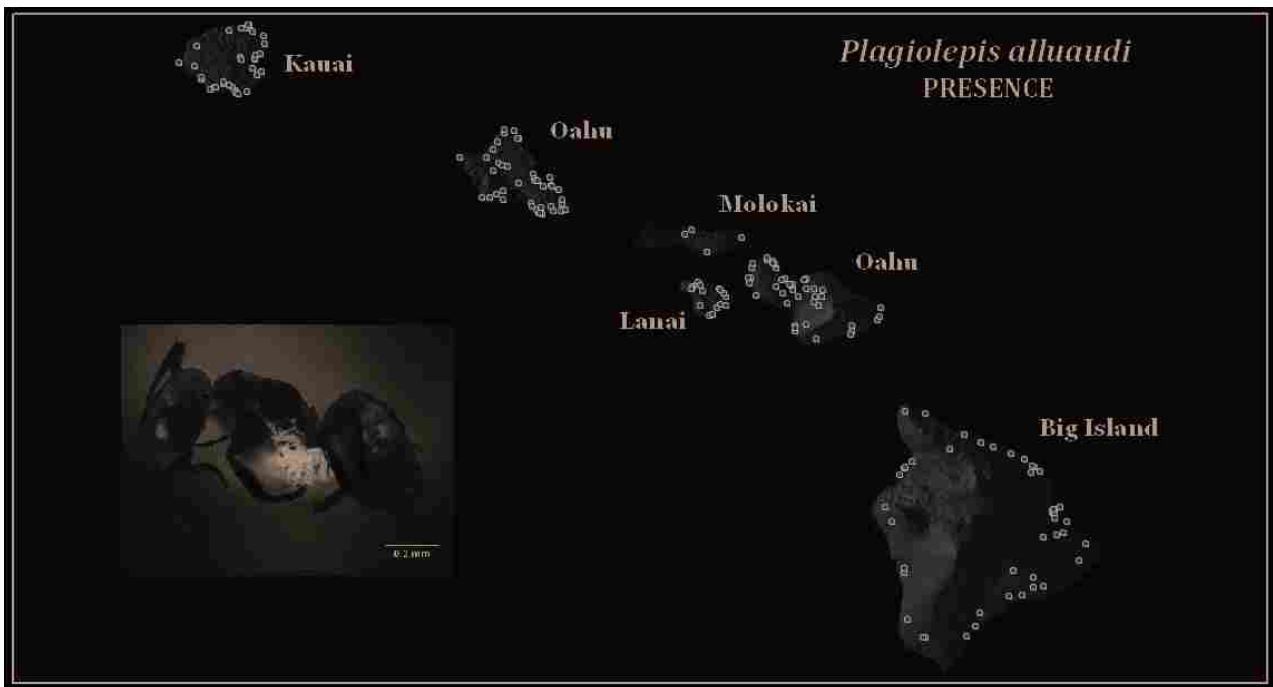 Plagiolepis alluaudi
PRESENCE
Kauai
Oahu
Molokai
Oahu
Lanai
Big Island
0.2 mm